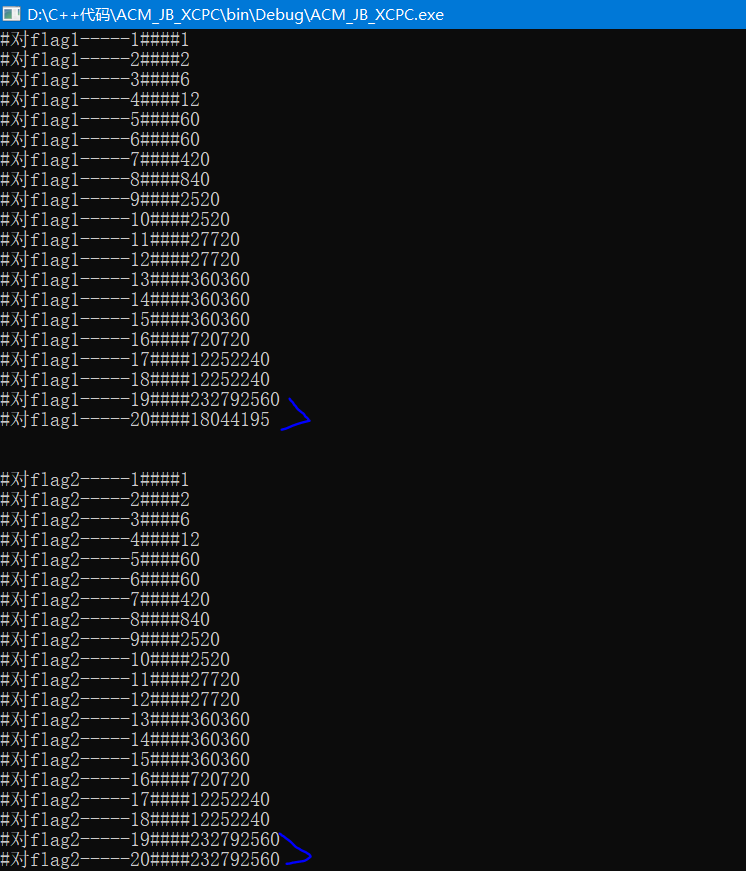 D:\C++代码\ACM_JB_XCPC\bin\Debug\ACM_JB_XCPC.exe
#对flag1-----1####1
#对flag1-----2####2
#对flag1-----3####6
#对flag1-----4####12
#对flag1-----5####60
#对flag1-----6####60
#对flag1-----7####420
#对flag1-----8####840
#对flag1-----9####2520
#对flag1-----10####2520
#对flag1-----11####27720
#对flag1-----12####27720
#对flag1-----13####360360
#对flag1-----14####360360
#对flag1-----15####360360
#对flag1-----16####720720
#对flag1-----17####12252240
#对flag1-----18####12252240
#对flag1-----19####232792560
#对flag1-----20####18044195
#对flag2-----1####1
#对flag2-----2####2
#对flag2-----3####6
#对flag2-----4####12
#对flag2-----5####60
#对flag2-----6####60
#对flag2-----7####420
#对flag2-----8####840
#对flag2-----9####2520
#对flag2-----10####2520
#对flag2-----11####27720
#对flag2-----12####27720
#对flag2-----13####360360
#对flag2-----14####360360
#对flag2-----15####360360
#对flag2-----16####720720
#对flag2-----17####12252240
#对flag2-----18####12252240
#对flag2-----19####232792560
#对flag2-----20####232792560